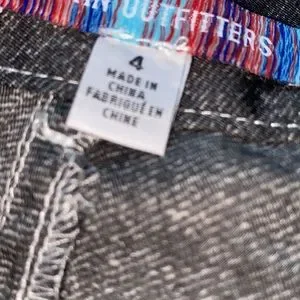 OUTFITTERS
4
MADE IN
CHINA
FABRIQUÉ EN
CHINE